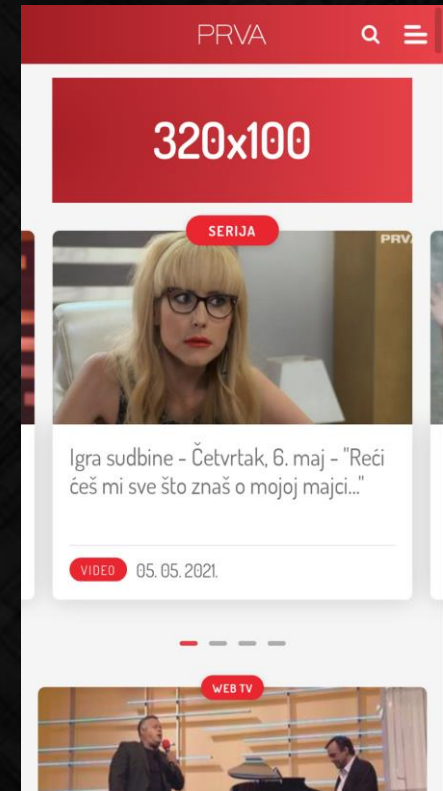 PRVA
320x100
SERIJA
PRVA
Igra sudbine - Četvrtak, 6. maj - "Reći
ćeš mi sve što znaš o mojoj majci..."
VIDEO 05. 05. 2021.
WEB TV